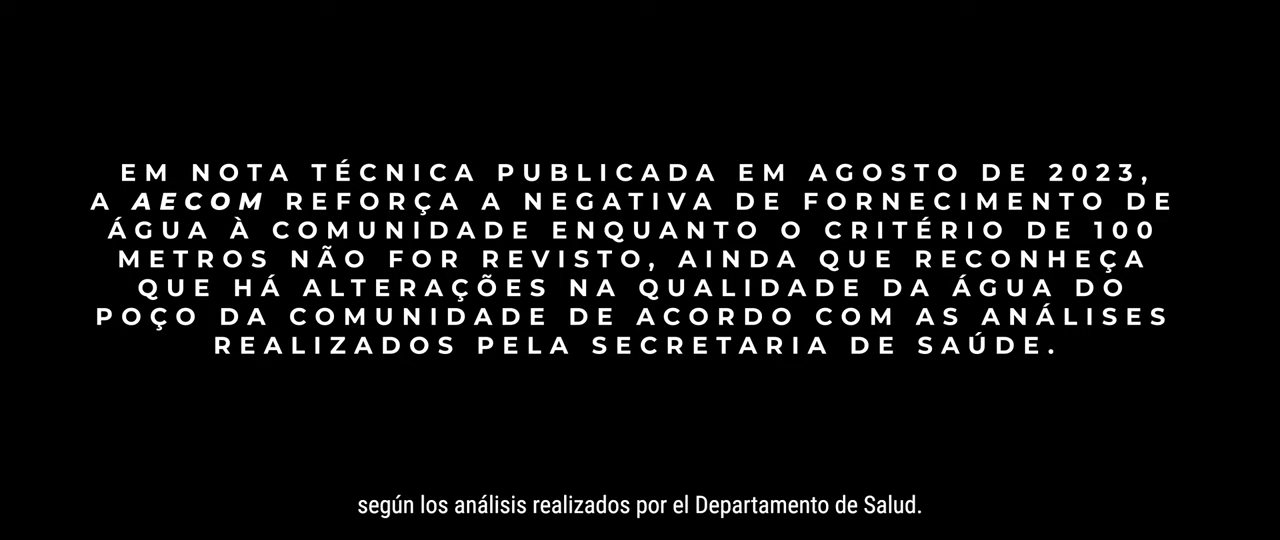 EM NOTA TÉCNICA PUBLICADA EM AGOSTO DE 2023,
A AECOM REFORÇA A NEGATIVA DE FORNECIMENTO DE
ÁGUA À COMUNIDADE ENQUANTO O CRITÉRIO DE 100
METROS NÃO FOR REVISTO, AINDA QUE RECONHEÇA
QUE HÁ ALTERAÇÕES NA QUALIDADE DA ÁGUA DO
POÇO DA COMUNIDADE DE ACORDO COM AS ANÁLISES
REALIZADOS PELA SECRETARIA DE SAÚDE.
según los análisis realizados por el Departamento de Salud.